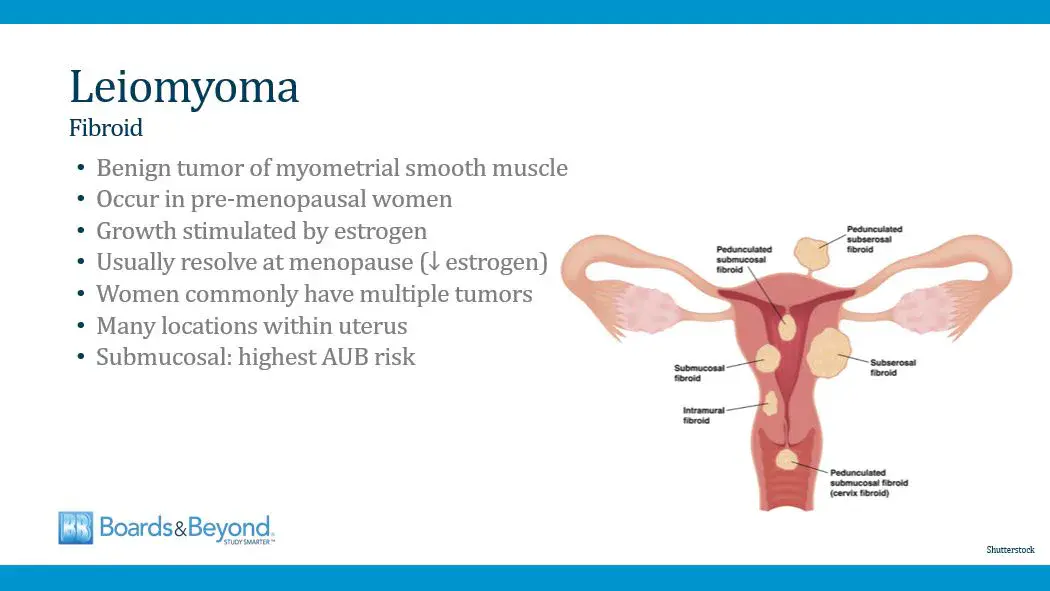 Leiomyoma
Fibroid
• Benign tumor of myometrial smooth muscle
• Occur in pre-menopausal women
• Growth stimulated by estrogen
• Usually resolve at menopause (↓ estrogen)
• Women commonly have multiple tumors
• Many locations within uterus
• Submucosal: highest AUB risk
Pedunculated
subserosal
fibroid
Pedunculated
submucosal
fibroid
Submucosal
fibroid
Subserosal
fibroid
Intramural
fibroid
Pedunculated
submucosal fibroid
(cervix fibroid)
BB Boards&Beyond.
STUDY SMARTER™
Shutterstock